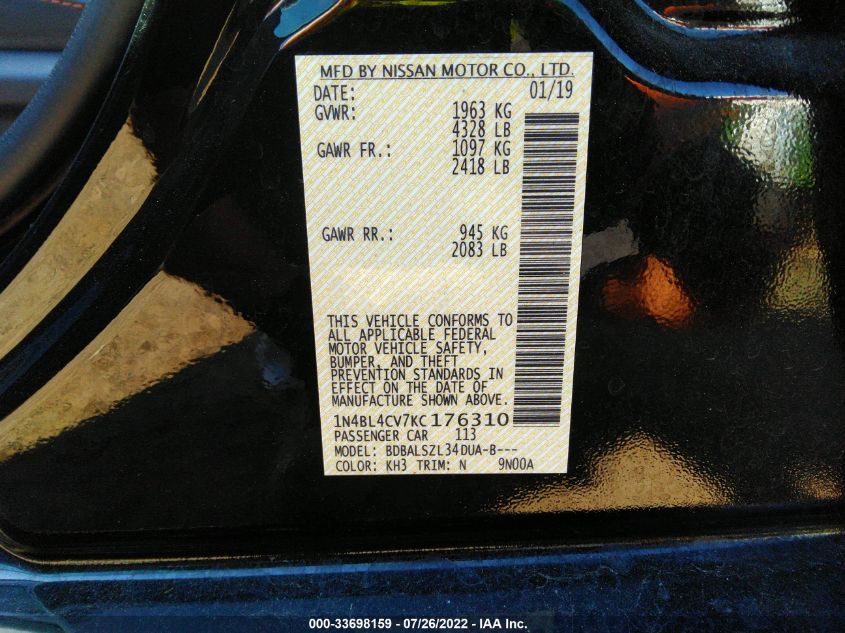 MFD BY NISSAN MOTOR CO., LTD.
DATE: 01/19
GVWR: 1963 KG
4328 LB
GAWR FR.: 1097 KG
2418 LB
GAWR RR.: 945 KG
2083 LB
THIS VEHICLE CONFORMS TO
ALL APPLICABLE FEDERAL
MOTOR VEHICLE SAFETY,
BUMPER, AND THEFT
PREVENTION STANDARDS IN
EFFECT ON THE DATE OF
MANUFACTURE SHOWN ABOVE.
1N4BL4CV7KC176310
PASSENGER CAR 113
MODEL: BDBALSZL34DUA-B---
COLOR: KH3 TRIM: N 9N00A
000-33698159 - 07/26/2022 - IAA Inc.